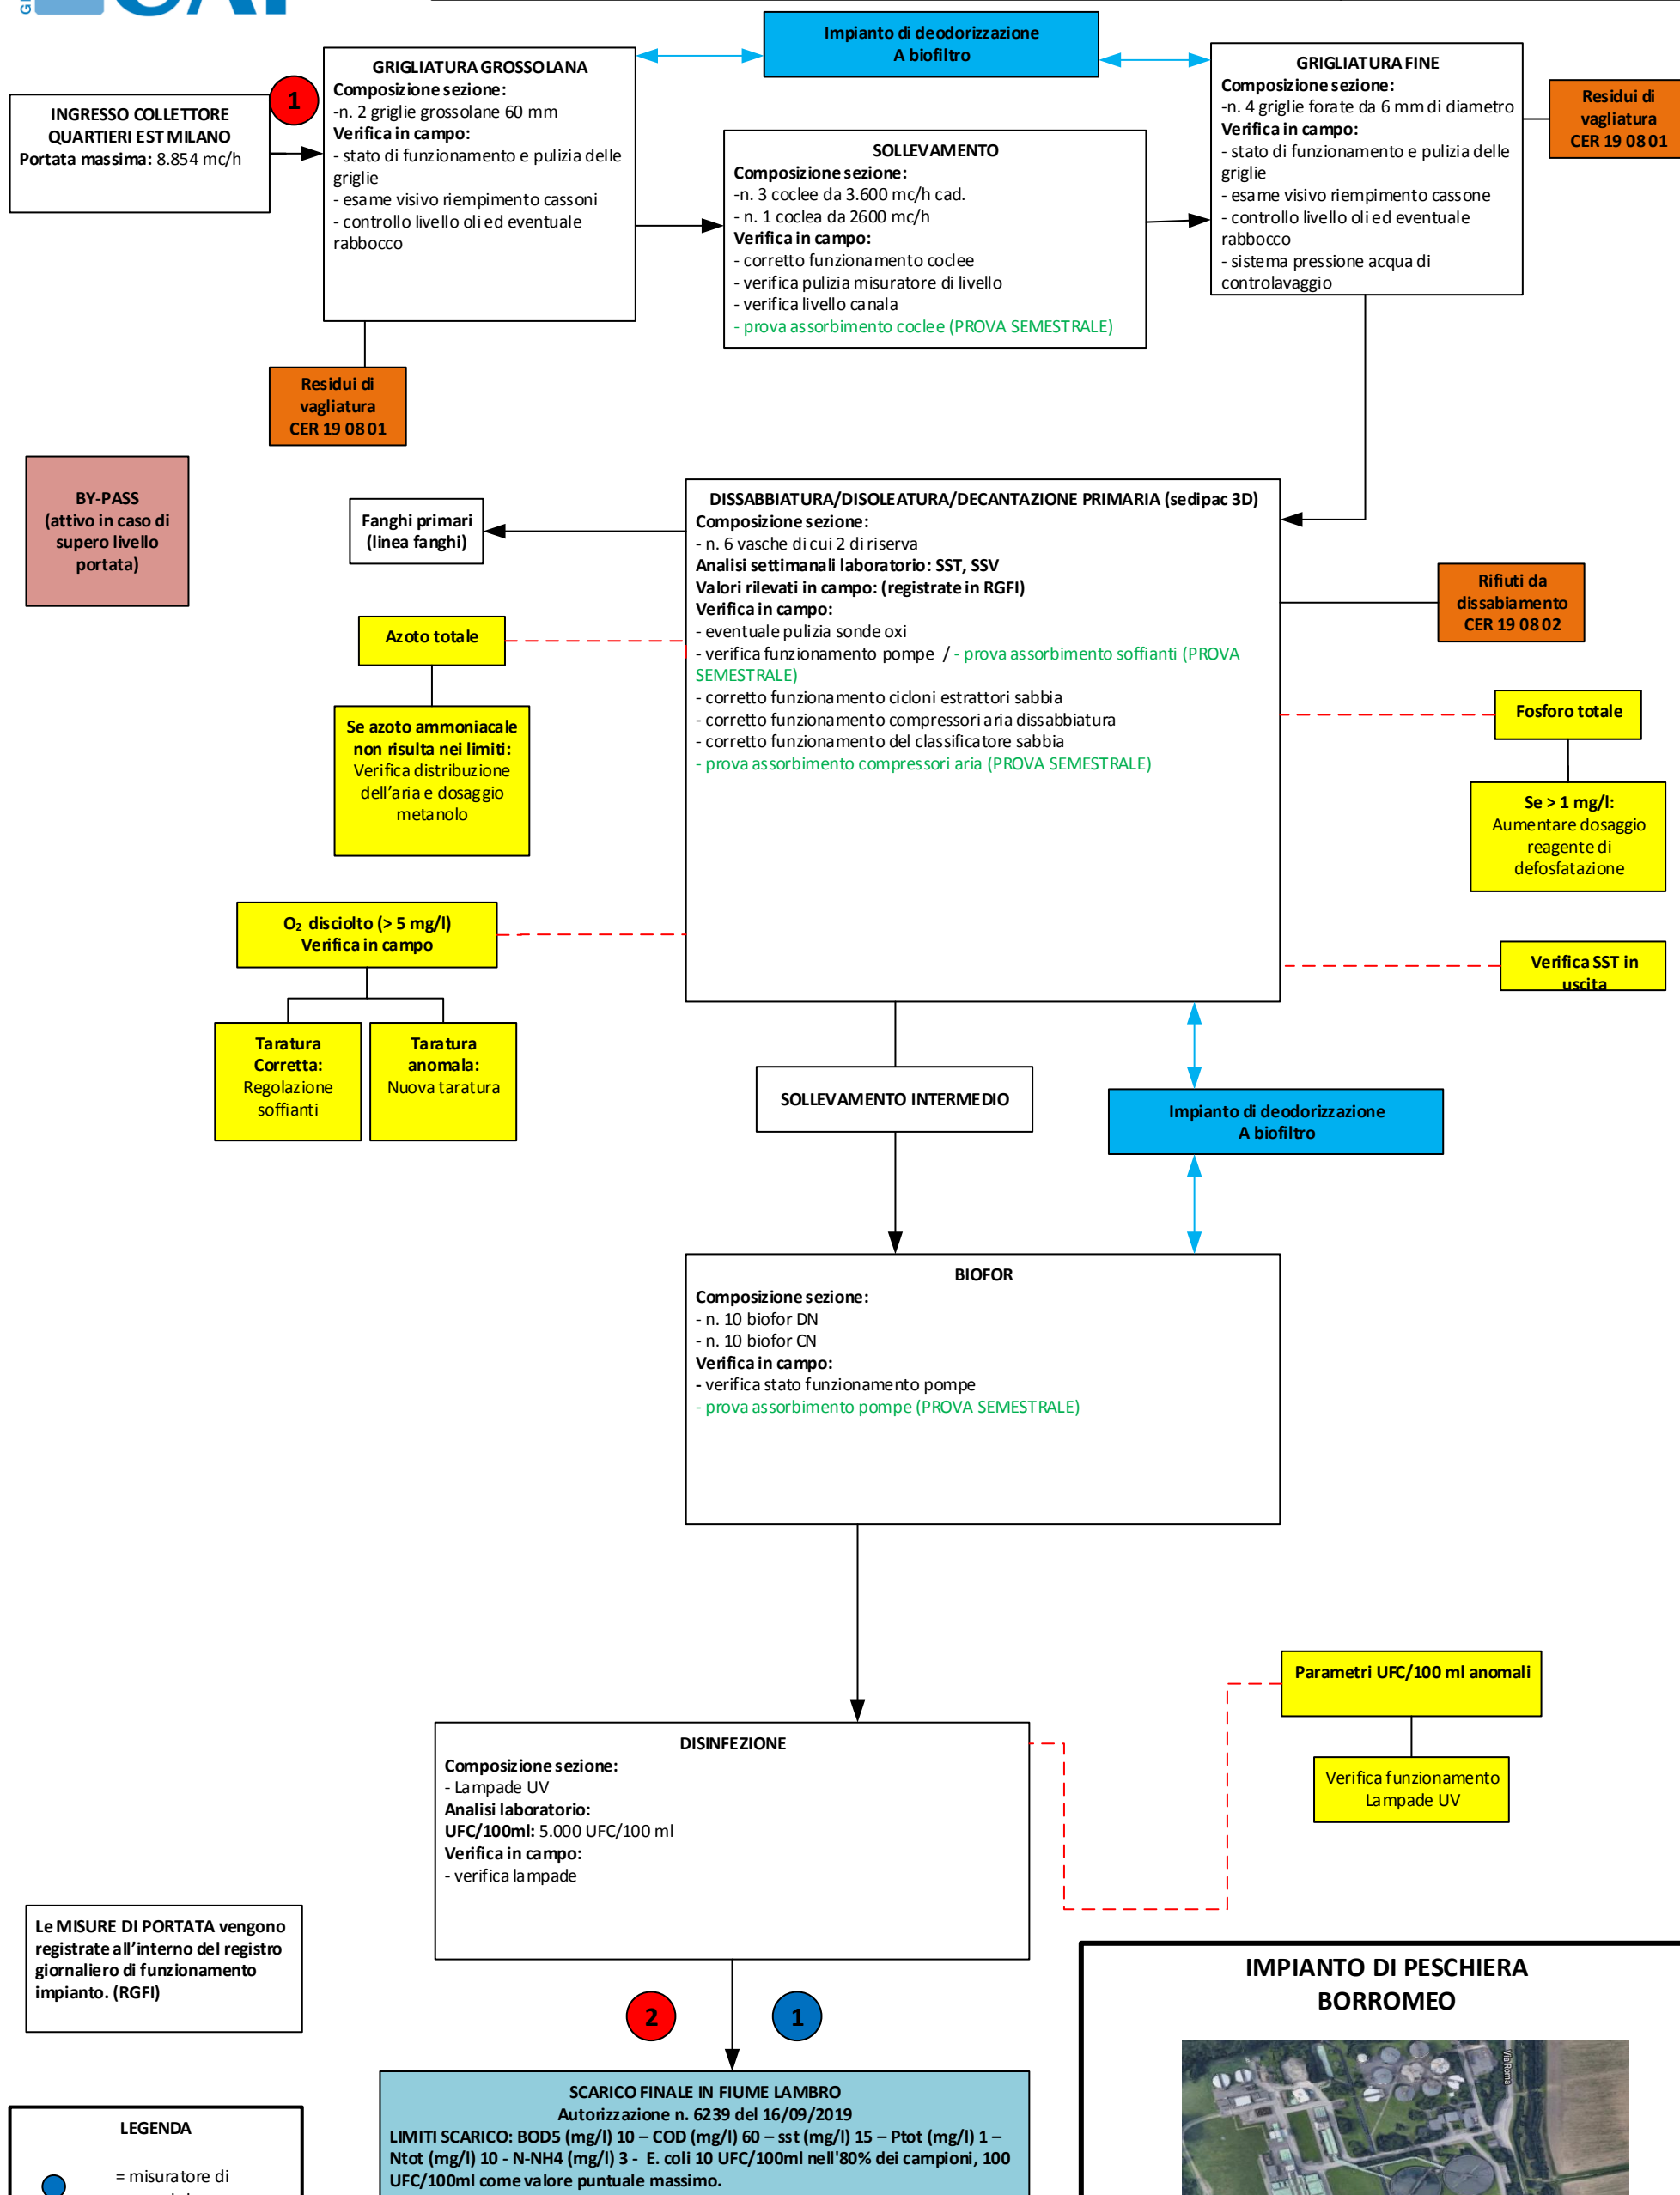 CAP
Impianto di deodorizzazione
A biofiltro
INGRESSO COLLETTORE
QUARTIERI EST MILANO
Portata massima: 8.854 mc/h
1
GRIGLIATURA GROSSOLANA
Composizione sezione:
-n. 2 griglie grossolane 60 mm
Verifica in campo:
- stato di funzionamento e pulizia delle
griglie
- esame visivo riempimento cassoni
- controllo livello oli ed eventuale
rabbocco
SOLLEVAMENTO
Composizione sezione:
-n. 3 coclee da 3.600 mc/h cad.
- n. 1 coclea da 2600 mc/h
Verifica in campo:
- corretto funzionamento coclee
- verifica pulizia misuratore di livello
- verifica livello canala
- prova assorbimento coclee (PROVA SEMESTRALE)
GRIGLIATURA FINE
Composizione sezione:
-n. 4 griglie forate da 6 mm di diametro
Verifica in campo:
- stato di funzionamento e pulizia delle
griglie
- esame visivo riempimento cassone
- controllo livello oli ed eventuale
rabbocco
- sistema pressione acqua di
controlavaggio
Residui di
vagliatura
CER 19 08 01
Residui di
vagliatura
CER 19 08 01
BY-PASS
(attivo in caso di
supero livello
portata)
Fanghi primari
(linea fanghi)
DISSABBIATURA/DISOLEATURA/DECANTAZIONE PRIMARIA (sedipac 3D)
Composizione sezione:
- n. 6 vasche di cui 2 di riserva
Analisi settimanali laboratorio: SST, SSV
Valori rilevati in campo: (registrate in RGFI)
Verifica in campo:
- eventuale pulizia sonde oxi
- verifica funzionamento pompe / - prova assorbimento soffianti (PROVA
SEMESTRALE)
- corretto funzionamento cicloni estrattori sabbia
- corretto funzionamento compressori aria dissabbiatura
- corretto funzionamento del classificatore sabbia
- prova assorbimento compressori aria (PROVA SEMESTRALE)
Rifiuti da
dissabiamento
CER 19 08 02
Azoto totale
Se azoto ammoniacale
non risulta nei limiti:
Verifica distribuzione
dell'aria e dosaggio
metanolo
Fosforo totale
Se > 1 mg/l:
Aumentare dosaggio
reagente di
defosfatazione
O₂ disciolto (> 5 mg/l)
Verifica in campo
Taratura
Corretta:
Regolazione
soffianti
Taratura
anomala:
Nuova taratura
Verifica SST in
uscita
SOLLEVAMENTO INTERMEDIO
Impianto di deodorizzazione
A biofiltro
BIOFOR
Composizione sezione:
- n. 10 biofor DN
- n. 10 biofor CN
Verifica in campo:
- verifica stato funzionamento pompe
- prova assorbimento pompe (PROVA SEMESTRALE)
Parametri UFC/100 ml anomali
Verifica funzionamento
Lampade UV
DISINFEZIONE
Composizione sezione:
- Lampade UV
Analisi laboratorio:
UFC/100ml: 5.000 UFC/100 ml
Verifica in campo:
- verifica lampade
Le MISURE DI PORTATA vengono
registrate all'interno del registro
giornaliero di funzionamento
impianto. (RGFI)
2
1
SCARICO FINALE IN FIUME LAMBRO
Autorizzazione n. 6239 del 16/09/2019
LIMITI SCARICO: BOD5 (mg/l) 10 – COD (mg/l) 60 – sst (mg/l) 15 – Ptot (mg/l) 1 –
Ntot (mg/l) 10 - N-NH4 (mg/l) 3 - E. coli 10 UFC/100ml nell'80% dei campioni, 100
UFC/100ml come valore puntuale massimo.
IMPIANTO DI PESCHIERA
BORROMEO
Via Roma
LEGENDA
= misuratore di